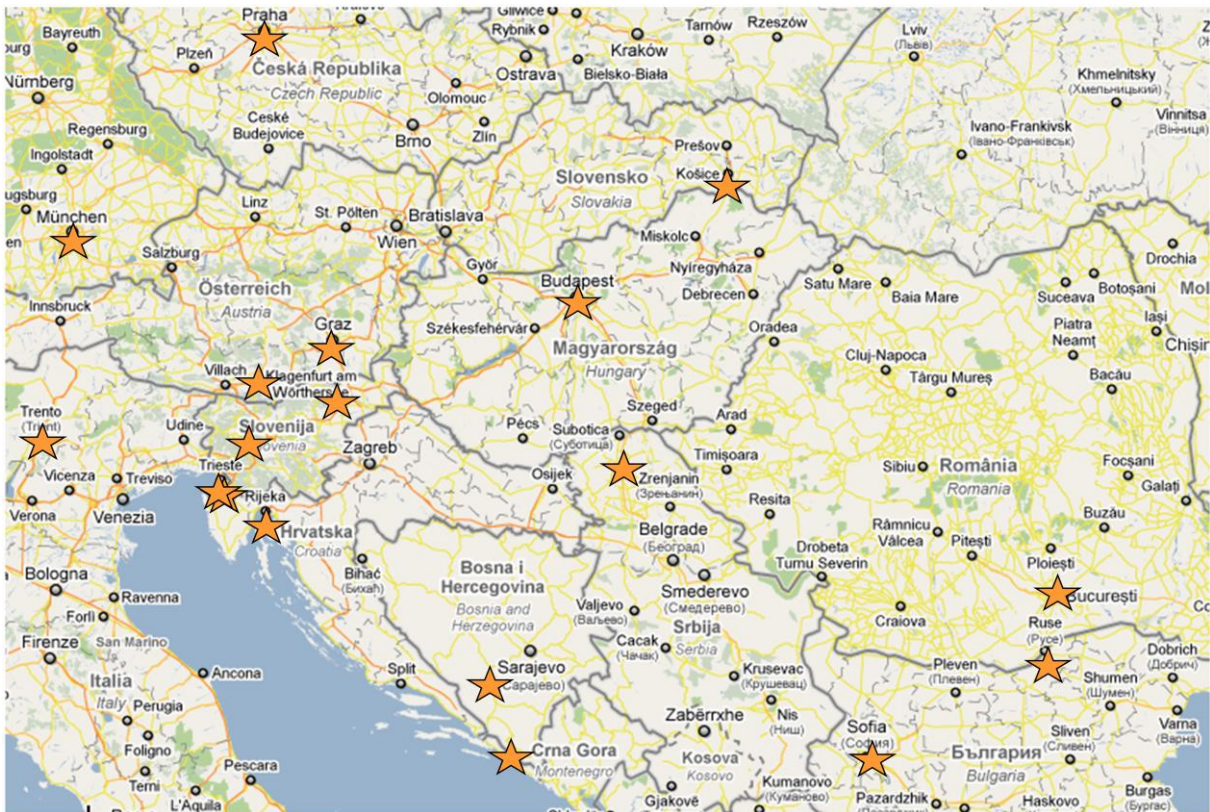 Praha
Bayreuth
Plzeň
Nürnberg
Česká Republika
Czech Republic
Olomouc
České
Budejovice
Brno
Zlín
Regensburg
Ingolstadt
München
Gliwice
Rybnik
Ostrava
Kraków
Bielsko-Biała
Tarnów
Rzeszów
Lviv
(Львів)
Khmelnitsky
(Хмельницький)
Vinnitsa
(Вінниця)
Ivano-Frankivsk
(Івано-Франківськ)
Prešov
Košice
Slovensko
Slovakia
Linz
St. Pölten
Wien
Bratislava
Salzburg
Österreich
Austria
Innsbruck
Graz
Villach
Klagenfurt am
Győr
Budapest
Miskolc
Nyíregyháza
Debrecen
Székesfehérvár
Magyarország
Hungary
Szeged
Pécs
Satu Mare
Baia Mare
Suceava
Botoșani
Drochia
Iași
Oradea
Cluj-Napoca
Târgu Mureș
Piatra
Neamț
Bacău
Arad
Timișoara
Sibiu
România
Romania
Focșani
Galați
Buzău
Resita
Râmnicu
Vâlcea
Pitești
Ploiești
București
Drobeta
Turnu Severin
Craiova
Trento
Udine
Slovenija
Zagreb
Trieste
Rijeka
Vicenza
Treviso
Verona
Venezia
Hrvatska
Croatia
Osijek
Subotica
(Суботица)
Zrenjanin
(Зрењанин)
Belgrade
(Београд)
Smederevo
(Смедерево)
Bosna i
Hercegovina
Bosnia and
Herzegovina
Bihać
(Бихаћ)
Valjevo
(Ваљево)
Cacak
(Чачак)
Srbija
Serbia
Krusevac
(Крушевац)
Nis
(Ниш)
Sarajevo
Split
Bologna
Ravenna
Forlì
Firenze
San Marino
Italia
Italy
Ancona
Perugia
Foligno
Terni
Pescara
L'Aquila
Crna Gora
Montenegro
Zabërrxhe
Kosova
Kosovo
Gjakovë
Kumanovo
(Куманово)
Ruse
(Русе)
Pleven
(Плевен)
Dobrich
(Добрич)
Shumen
(Шумен)
Varna
(Варна)
Sofia
Sliven
(Сливен)
България
Bulgaria
Burgas
(Бургас)
Pazardzhik
Haskovo